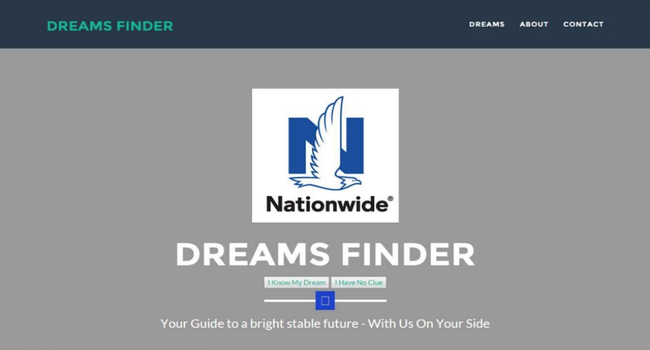 DREAMS FINDER
DREAMS ABOUT CONTACT
Nationwide®
DREAMS FINDER
I Know My Dream I Have No Clue
Your Guide to a bright stable future - With Us On Your Side